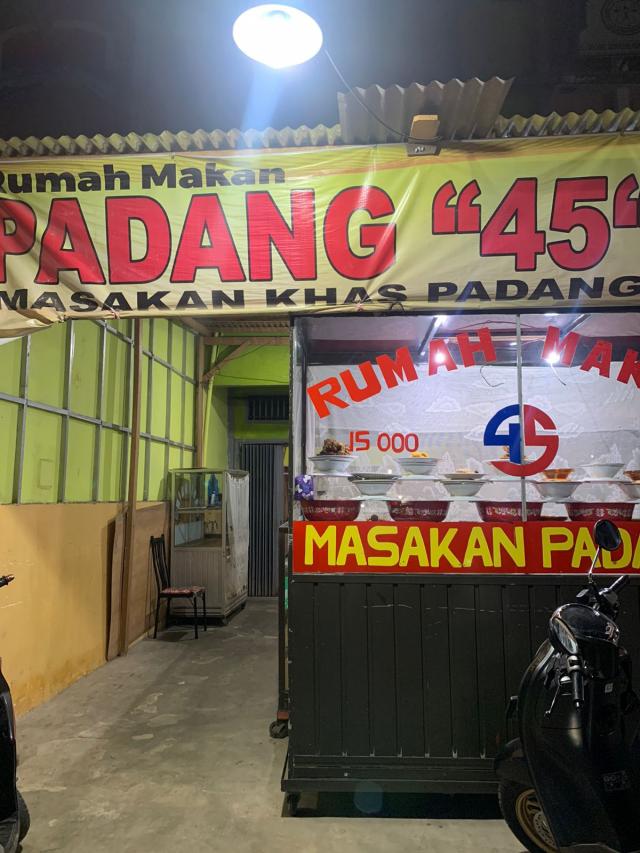 Rumah Makan
PADANG "45"
MASAKAN KHAS PADANG
RUMAH MAK
15 000
45
MASAKAN PADA